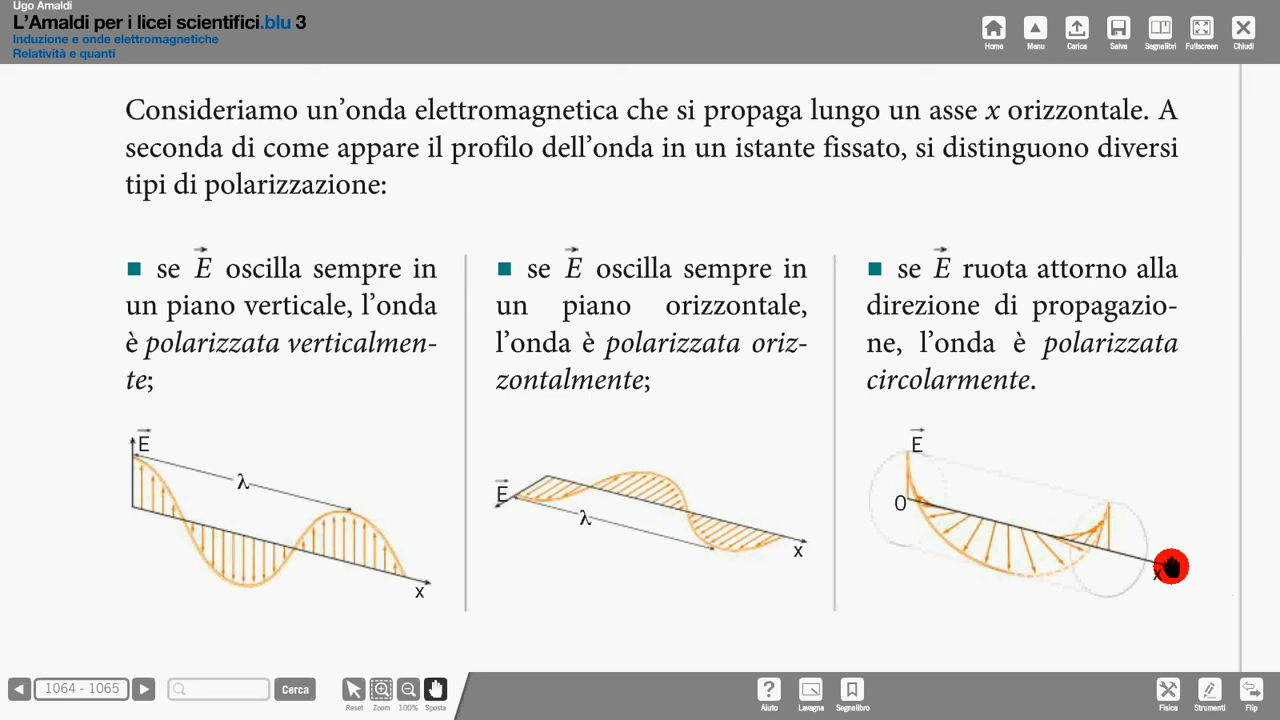 Ugo Amaldi
L'Amaldi per i licei scientifici.blu 3
Induzione e onde elettromagnetiche
Relatività e quanti
Home Menu Carica Salva Segnalibri Fullscreen Chiudi
Consideriamo un'onda elettromagnetica che si propaga lungo un asse x orizzontale. A
seconda di come appare il profilo dell'onda in un istante fissato, si distinguono diversi
tipi di polarizzazione:
■ se E⃗ oscilla sempre in
un piano verticale, l'onda
è polarizzata verticalmen-
te;
E⃗
λ
x
■ se E⃗ oscilla sempre in
un piano orizzontale,
l'onda è polarizzata oriz-
zontalmente;
E⃗
λ
x
■ se E⃗ ruota attorno alla
direzione di propagazio-
ne, l'onda è polarizzata
circolarmente.
E⃗
0
x
1064 - 1065
Cerca
Reset Zoom 100% Sposta
Aiuto Lavagna Segnalibro
Fisica Strumenti Flip